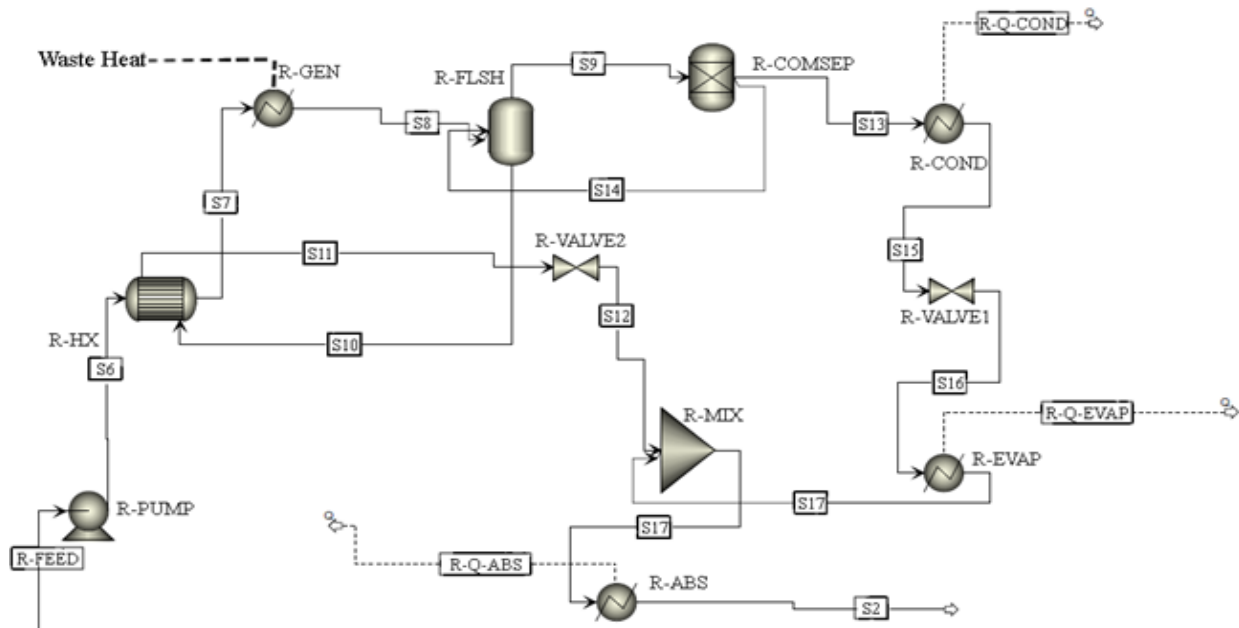 R-Q-COND
Q
Waste Heat
R-GEN
R-FLSH
S9
R-COMSEP
S8
S13
R-COND
S14
S7
S11
R-VALVE2
S15
S12
R-VALVE1
R-HX
S10
S6
S16
R-MIX
R-Q-EVAP
Q
R-EVAP
R-PUMP
S17
Q
S17
R-FEED
R-Q-ABS
R-ABS
S2